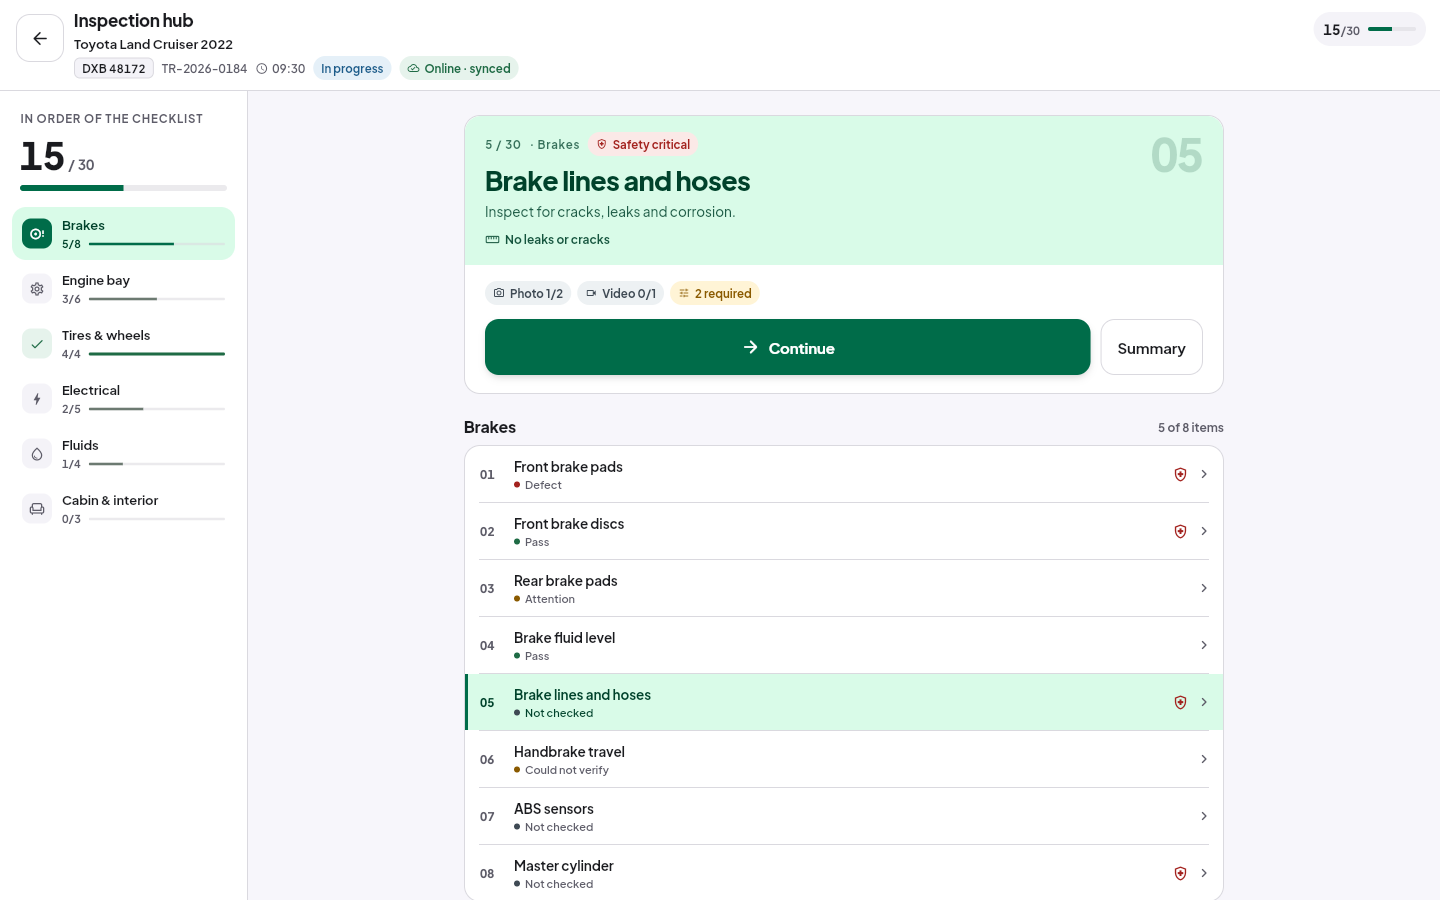 Inspection hub
Toyota Land Cruiser 2022
DXB 48172 TR-2026-0184 09:30 In progress Online · synced
15/30
IN ORDER OF THE CHECKLIST
15 / 30
Brakes
5/8
Engine bay
3/6
Tires & wheels
4/4
Electrical
2/5
Fluids
1/4
Cabin & interior
0/3
5 / 30 · Brakes Safety critical
05
Brake lines and hoses
Inspect for cracks, leaks and corrosion.
No leaks or cracks
Photo 1/2 Video 0/1 2 required
Continue
Summary
Brakes 5 of 8 items
01 Front brake pads
Defect
02 Front brake discs
Pass
03 Rear brake pads
Attention
04 Brake fluid level
Pass
05 Brake lines and hoses
Not checked
06 Handbrake travel
Could not verify
07 ABS sensors
Not checked
08 Master cylinder
Not checked